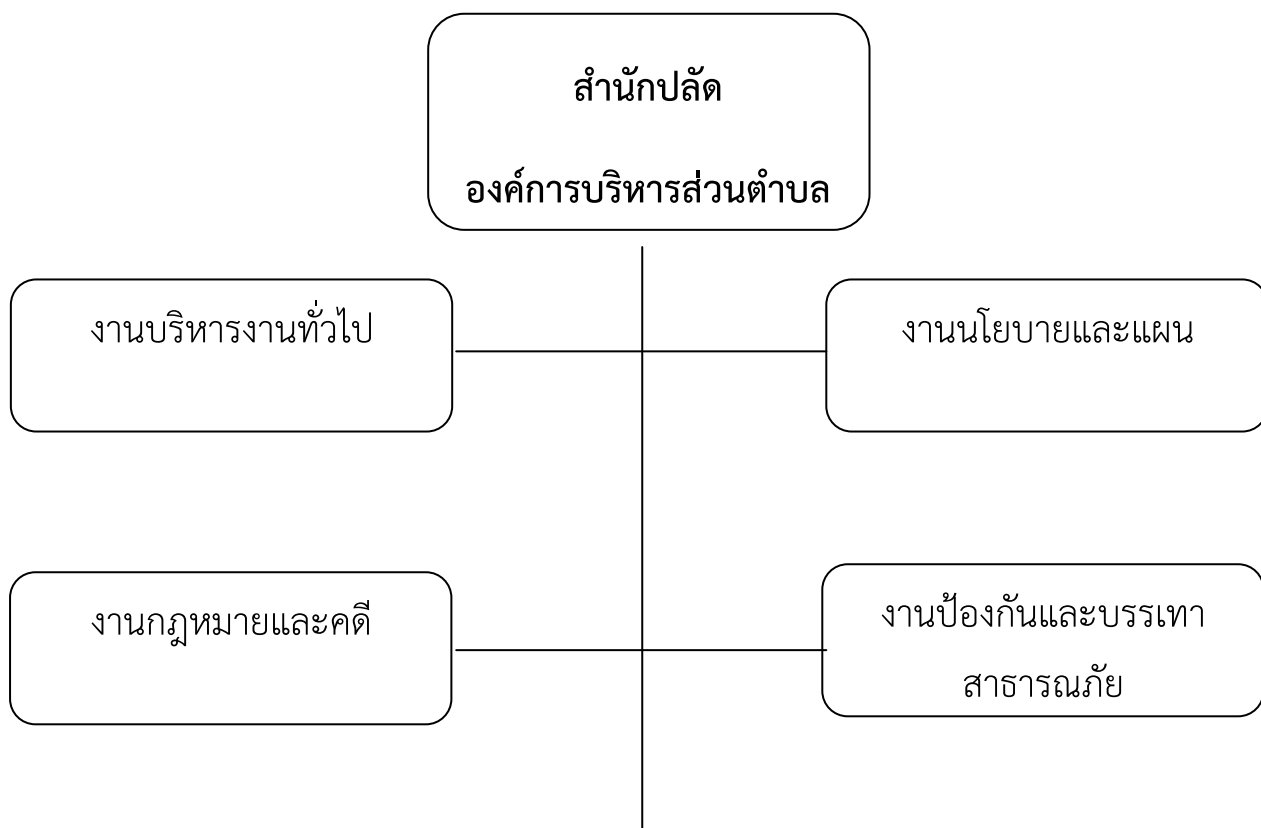 สำนักปลัด
องค์การบริหารส่วนตำบล
งานบริหารงานทั่วไป
งานนโยบายและแผน
งานกฎหมายและคดี
งานป้องกันและบรรเทา
สาธารณภัย